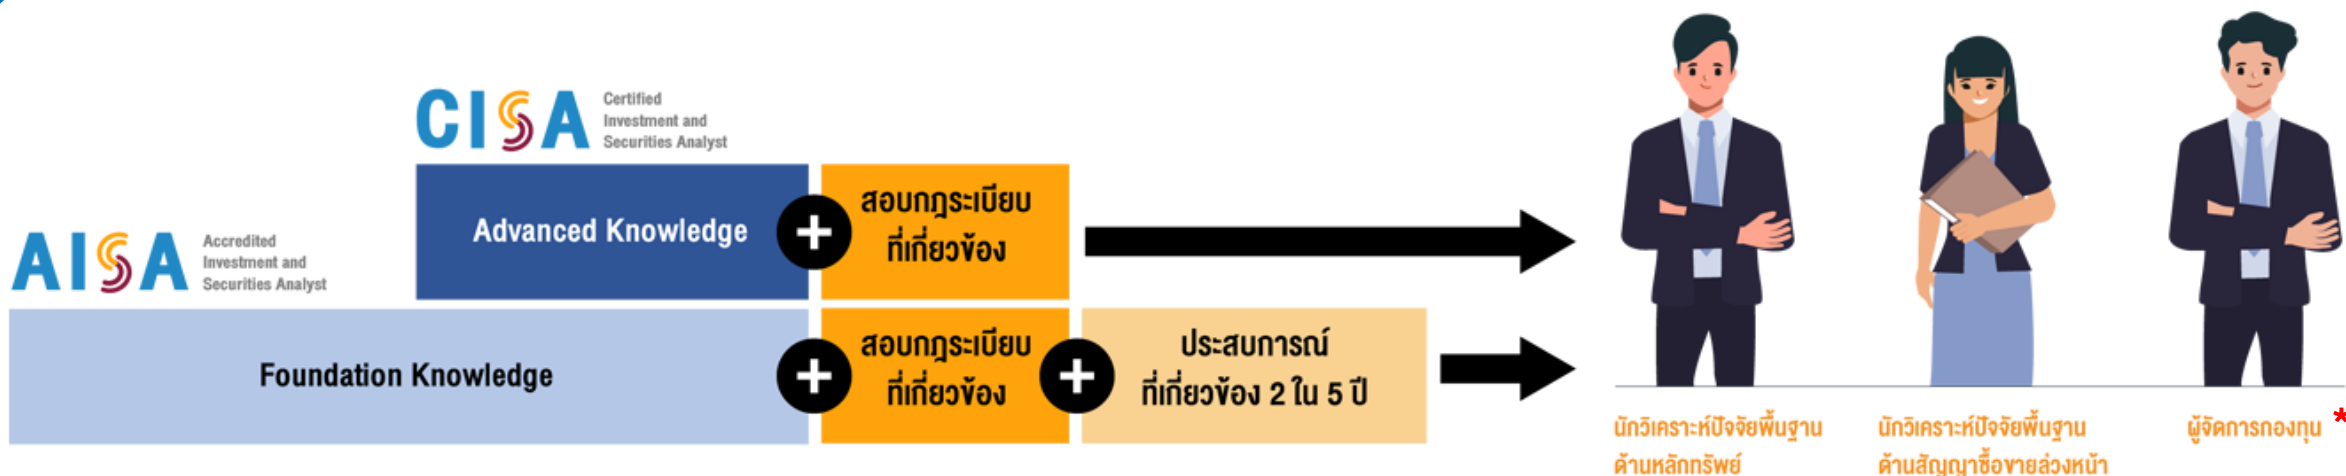 CISA
Certified
Investment and
Securities Analyst
Advanced Knowledge
+
สอบกฎระเบียบ
ที่เกี่ยวข้อง
AISA
Accredited
Investment and
Securities Analyst
Foundation Knowledge
+
สอบกฎระเบียบ
ที่เกี่ยวข้อง
+
ประสบการณ์
ที่เกี่ยวข้อง 2 ใน 5 ปี
นักวิเคราะห์ปัจจัยพื้นฐาน
ด้านหลักทรัพย์
นักวิเคราะห์ปัจจัยพื้นฐาน
ด้านสัญญาซื้อขายล่วงหน้า
ผู้จัดการกองทุน *